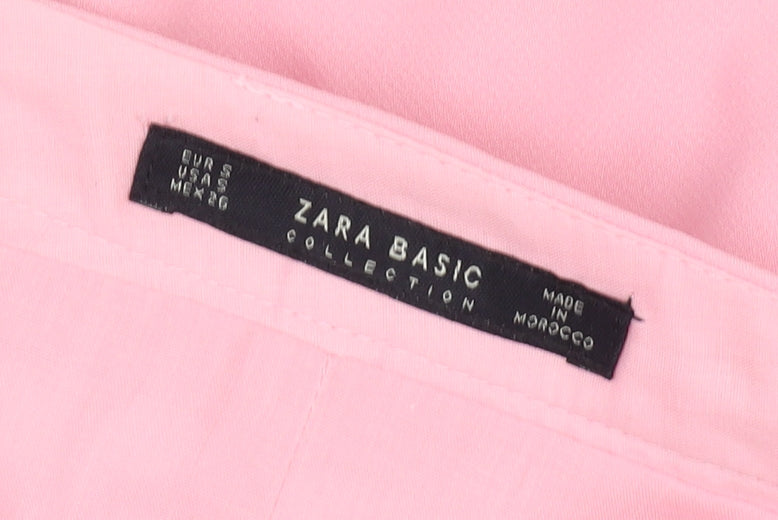 EUR S
USA S
MEX 26
ZARA BASIC
COLLECTION
MADE
IN
MOROCCO